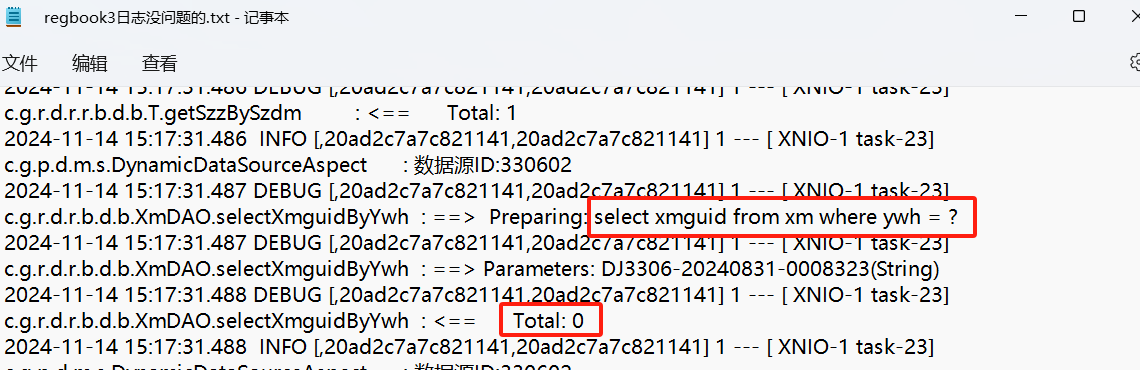 regbook3日志没问题的.txt - 记事本
文件 编辑 查看
2024-11-14 15:17:31.486 DEBUG [,20ad2c7a7c821141,20ad2c7a7c821141] 1 --- [ XNIO-1 task-23]
c.g.r.d.r.r.b.d.b.T.getSzzBySzdm : <== Total: 1
2024-11-14 15:17:31.486 INFO [,20ad2c7a7c821141,20ad2c7a7c821141] 1 --- [ XNIO-1 task-23]
c.g.p.d.m.s.DynamicDataSourceAspect : 数据源ID:330602
2024-11-14 15:17:31.487 DEBUG [,20ad2c7a7c821141,20ad2c7a7c821141] 1 --- [ XNIO-1 task-23]
c.g.r.d.r.b.d.b.XmDAO.selectXmguidByYwh : ==> Preparing: select xmguid from xm where ywh = ?
2024-11-14 15:17:31.487 DEBUG [,20ad2c7a7c821141,20ad2c7a7c821141] 1 --- [ XNIO-1 task-23]
c.g.r.d.r.b.d.b.XmDAO.selectXmguidByYwh : ==> Parameters: DJ3306-20240831-0008323(String)
2024-11-14 15:17:31.488 DEBUG [,20ad2c7a7c821141,20ad2c7a7c821141] 1 --- [ XNIO-1 task-23]
c.g.r.d.r.b.d.b.XmDAO.selectXmguidByYwh : <== Total: 0
2024-11-14 15:17:31.488 INFO [,20ad2c7a7c821141,20ad2c7a7c821141] 1 --- [ XNIO-1 task-23]
c.g.p.d.m.s.DynamicDataSourceAspect : 数据源ID:330602